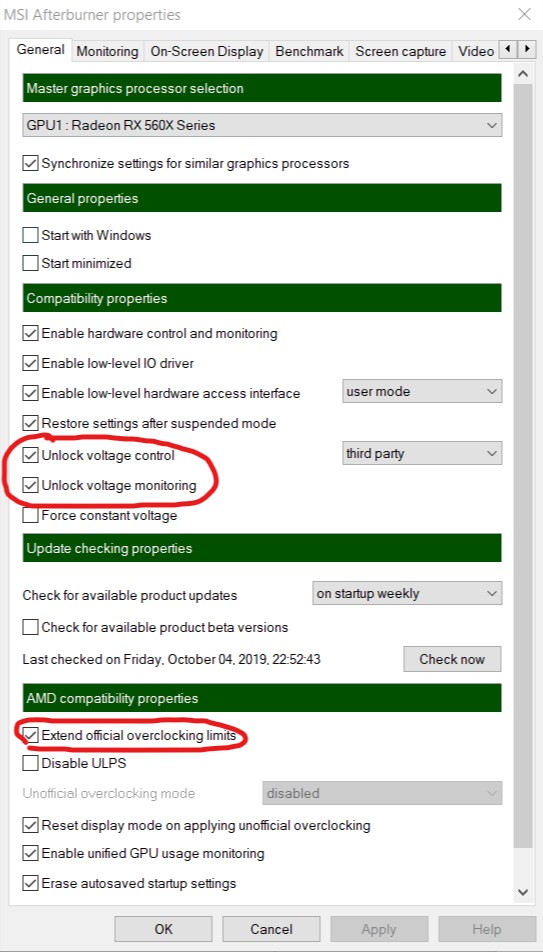 MSI Afterburner properties
General Monitoring On-Screen Display Benchmark Screen capture Video
Master graphics processor selection
GPU1 : Radeon RX 560X Series
Synchronize settings for similar graphics processors
General properties
Start with Windows
Start minimized
Compatibility properties
Enable hardware control and monitoring
Enable low-level IO driver
Enable low-level hardware access interface user mode
Restore settings after suspended mode
Unlock voltage control third party
Unlock voltage monitoring
Force constant voltage
Update checking properties
Check for available product updates on startup weekly
Check for available product beta versions
Last checked on Friday, October 04, 2019, 22:52:43 Check now
AMD compatibility properties
Extend official overclocking limits
Disable ULPS
Unofficial overclocking mode disabled
Reset display mode on applying unofficial overclocking
Enable unified GPU usage monitoring
Erase autosaved startup settings
OK Cancel Apply Help